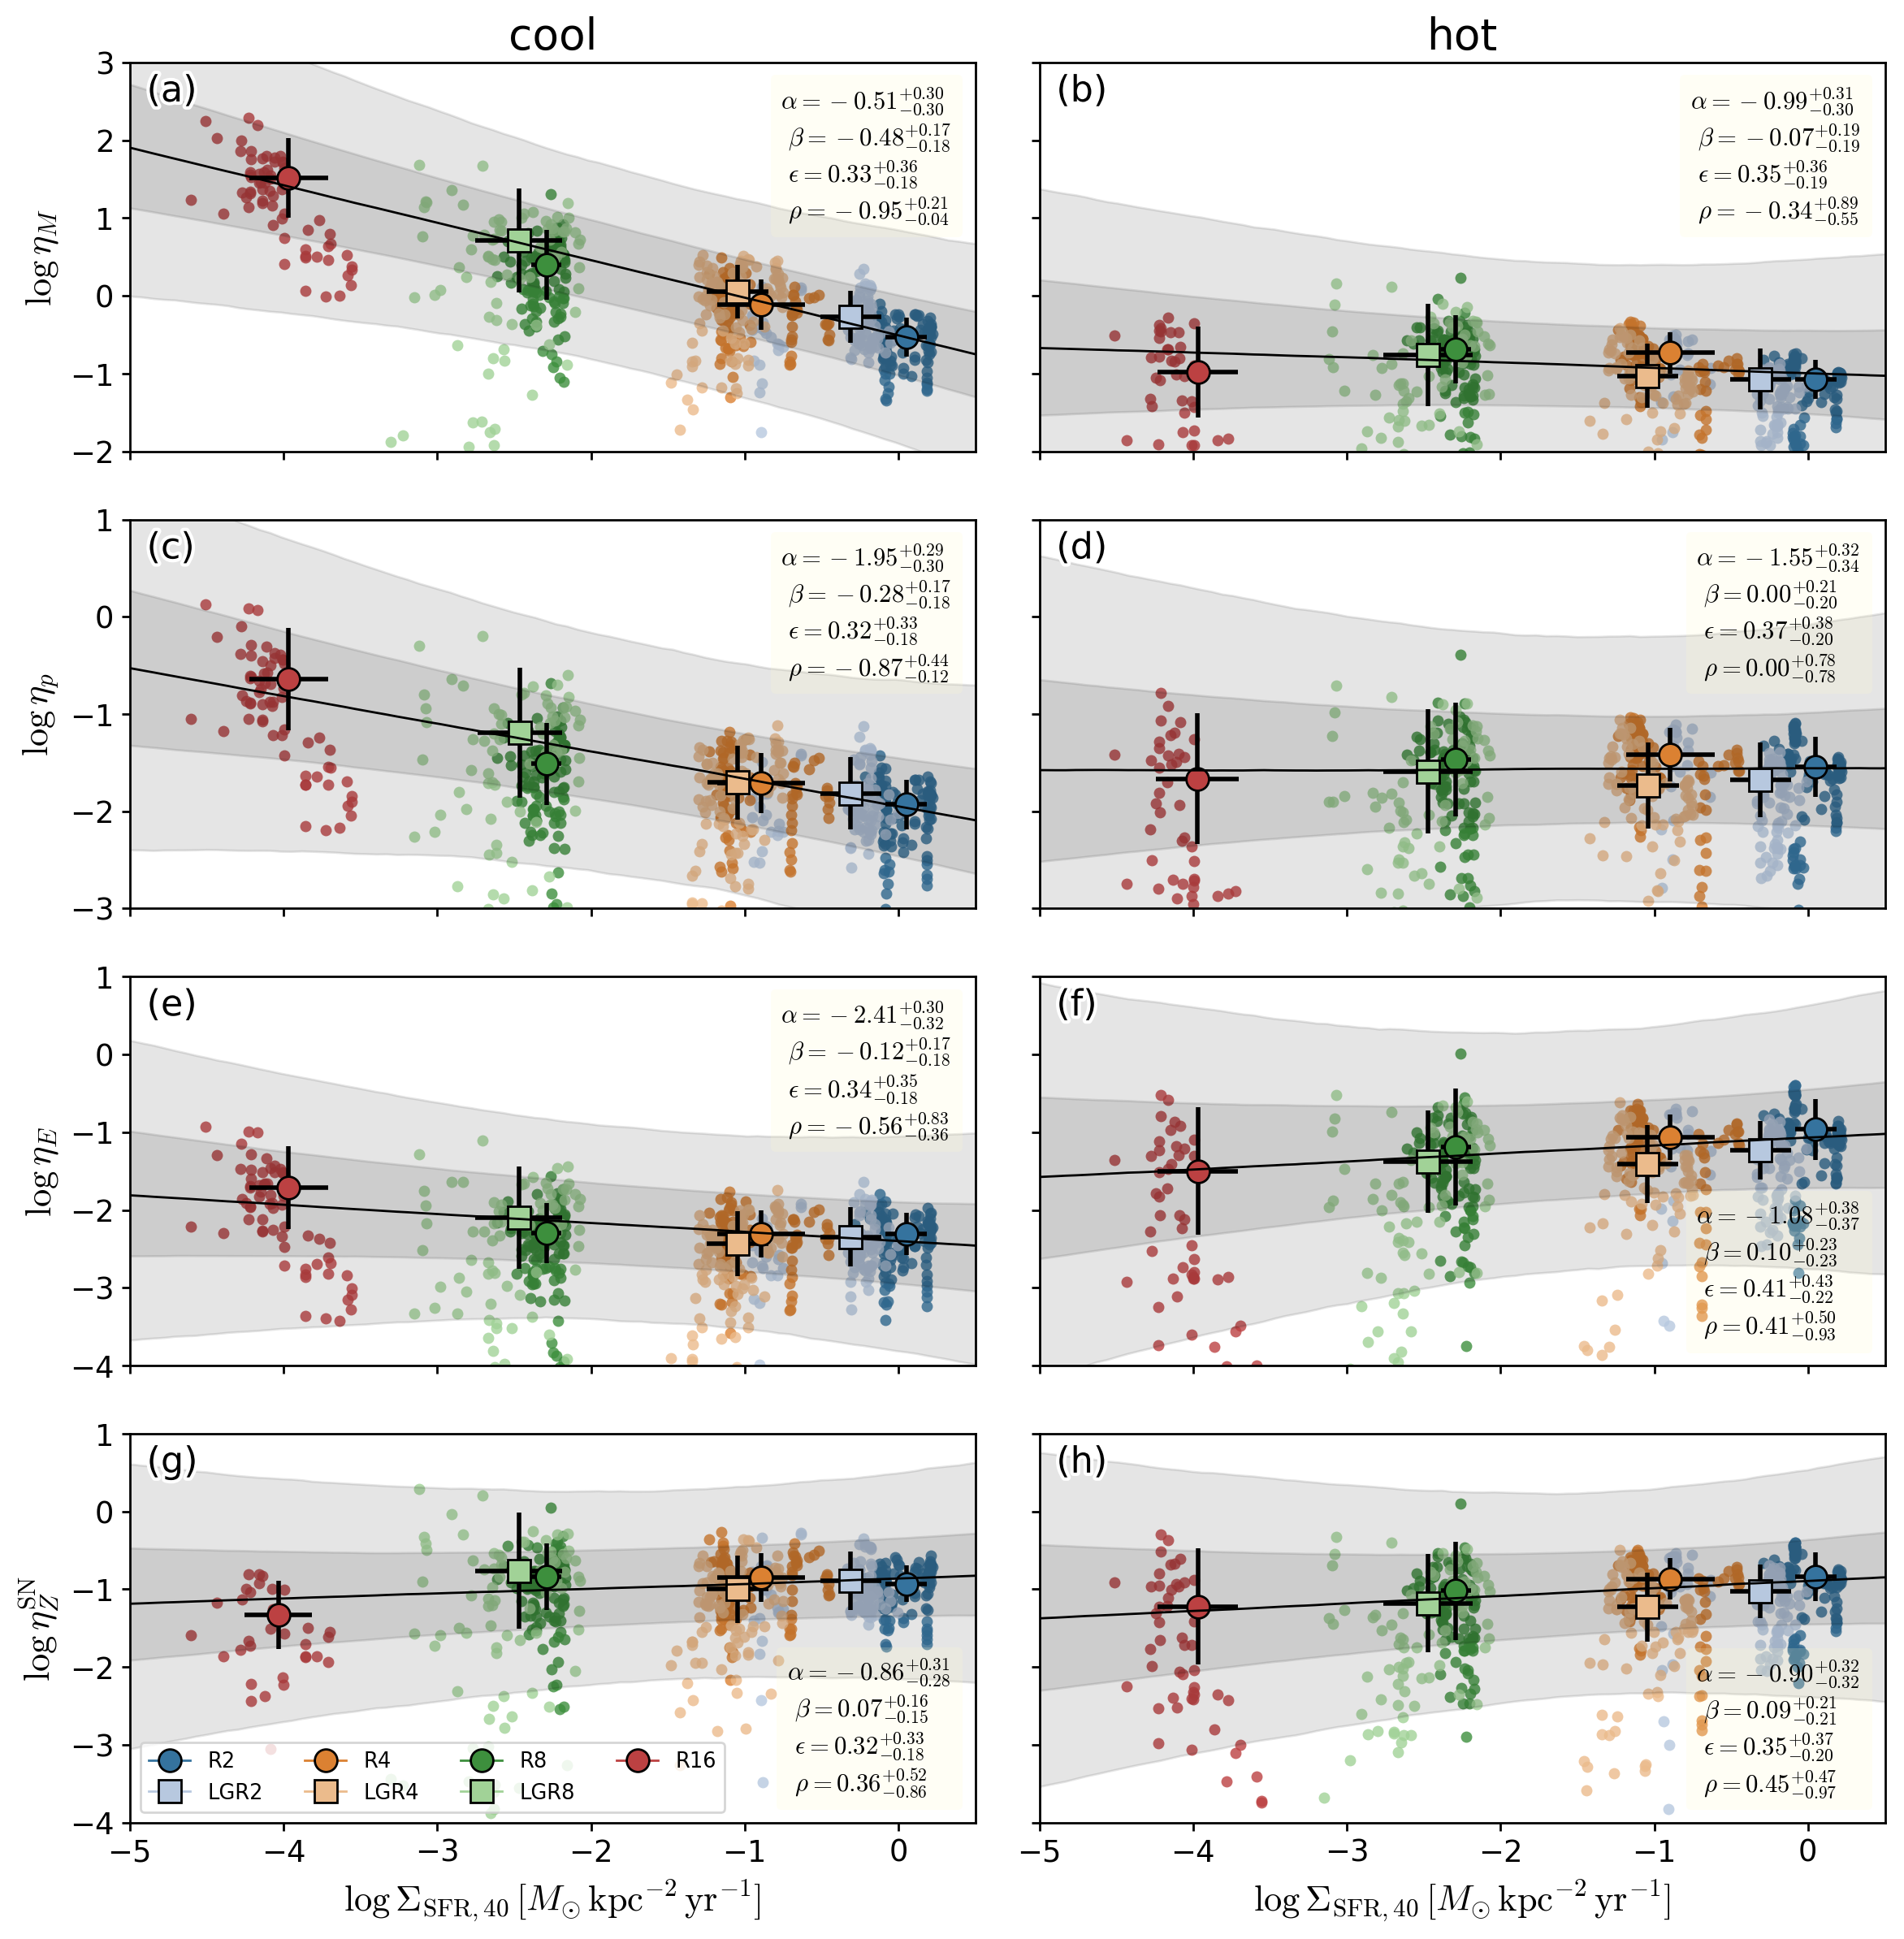 cool
hot
(a)
α = −0.51 +0.30 −0.30
β = −0.48 +0.17 −0.18
ϵ = 0.33 +0.36 −0.18
ρ = −0.95 +0.21 −0.04
log η_M
3
2
1
0
−1
−2
(b)
α = −0.99 +0.31 −0.30
β = −0.07 +0.19 −0.19
ϵ = 0.35 +0.36 −0.19
ρ = −0.34 +0.89 −0.55
(c)
α = −1.95 +0.29 −0.30
β = −0.28 +0.17 −0.18
ϵ = 0.32 +0.33 −0.18
ρ = −0.87 +0.44 −0.12
log η_p
1
0
−1
−2
−3
(d)
α = −1.55 +0.32 −0.34
β = 0.00 +0.21 −0.20
ϵ = 0.37 +0.38 −0.20
ρ = 0.00 +0.78 −0.78
(e)
α = −2.41 +0.30 −0.32
β = −0.12 +0.17 −0.18
ϵ = 0.34 +0.35 −0.18
ρ = −0.56 +0.83 −0.36
log η_E
1
0
−1
−2
−3
−4
(f)
α = −1.08 +0.38 −0.37
β = 0.10 +0.23 −0.23
ϵ = 0.41 +0.43 −0.22
ρ = 0.41 +0.50 −0.93
(g)
α = −0.86 +0.31 −0.28
β = 0.07 +0.16 −0.15
ϵ = 0.32 +0.33 −0.18
ρ = 0.36 +0.52 −0.86
log η_Z^SN
1
0
−1
−2
−3
−4
R2 R4 R8 R16
LGR2 LGR4 LGR8
(h)
α = −0.90 +0.32 −0.32
β = 0.09 +0.21 −0.21
ϵ = 0.35 +0.37 −0.20
ρ = 0.45 +0.47 −0.97
−5 −4 −3 −2 −1 0
−5 −4 −3 −2 −1 0
log Σ_SFR,40 [M_⊙ kpc^−2 yr^−1]
log Σ_SFR,40 [M_⊙ kpc^−2 yr^−1]